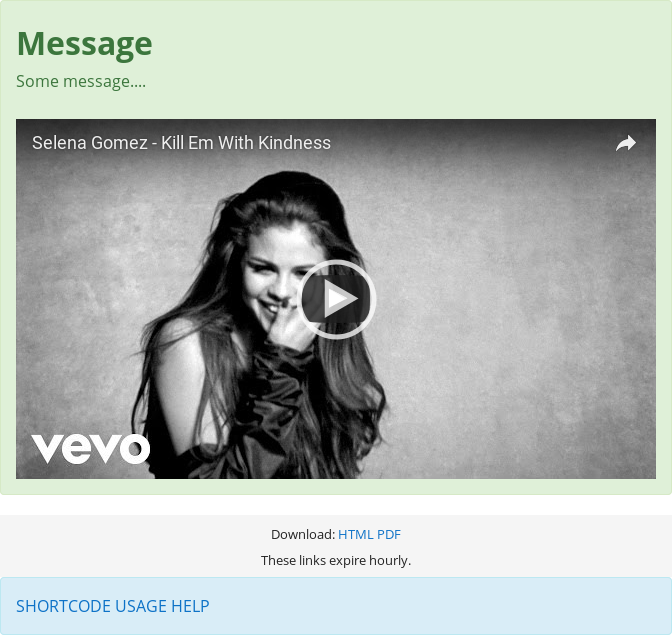 Message
Some message....
Selena Gomez - Kill Em With Kindness
vevo
Download: HTML PDF
These links expire hourly.
SHORTCODE USAGE HELP